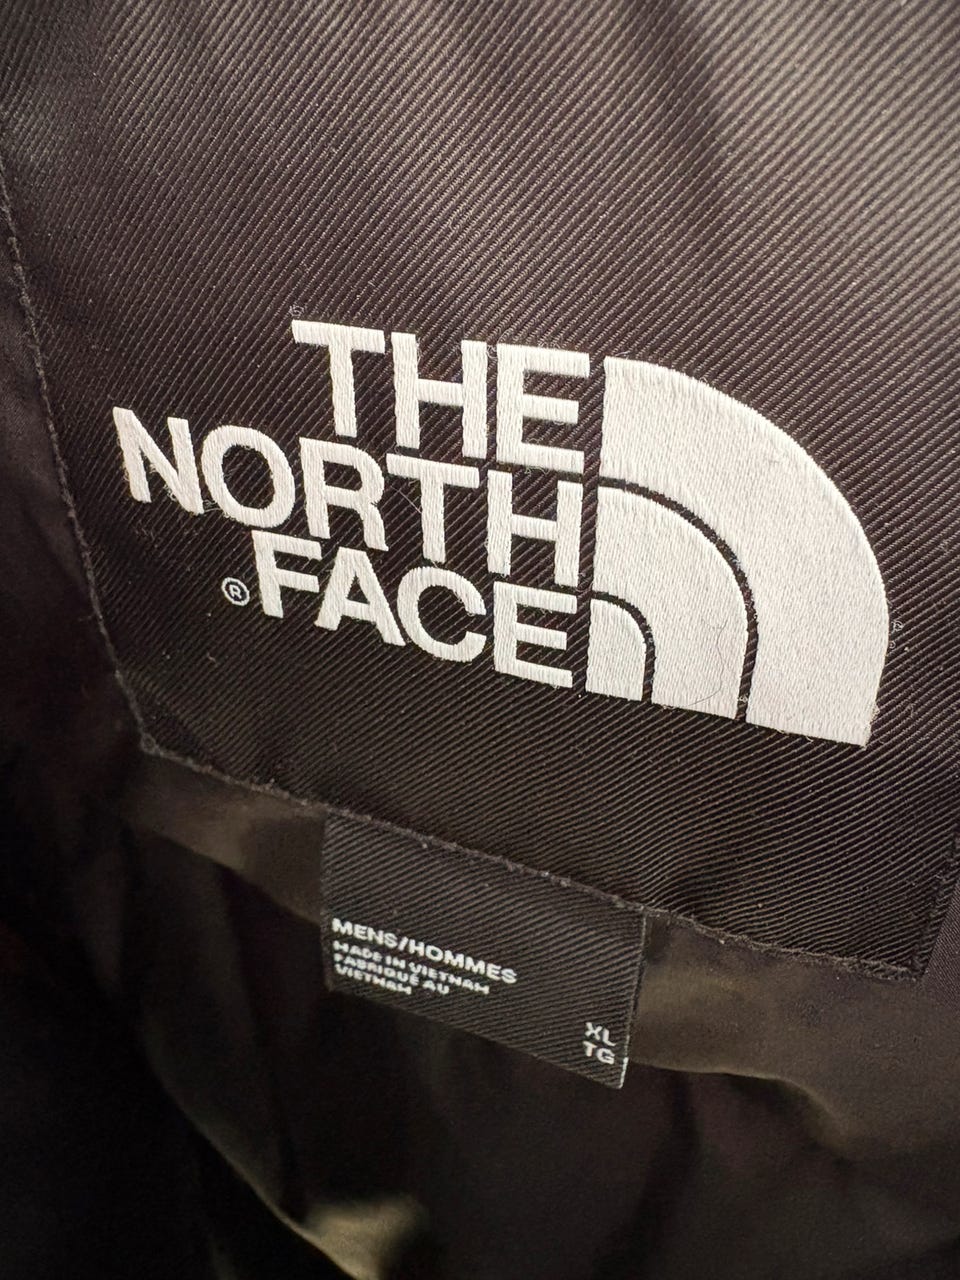 THE
NORTH
FACE
®
MENS/HOMMES
MADE IN VIETNAM
FABRIQUÉ AU
VIETNAM
XL
TG